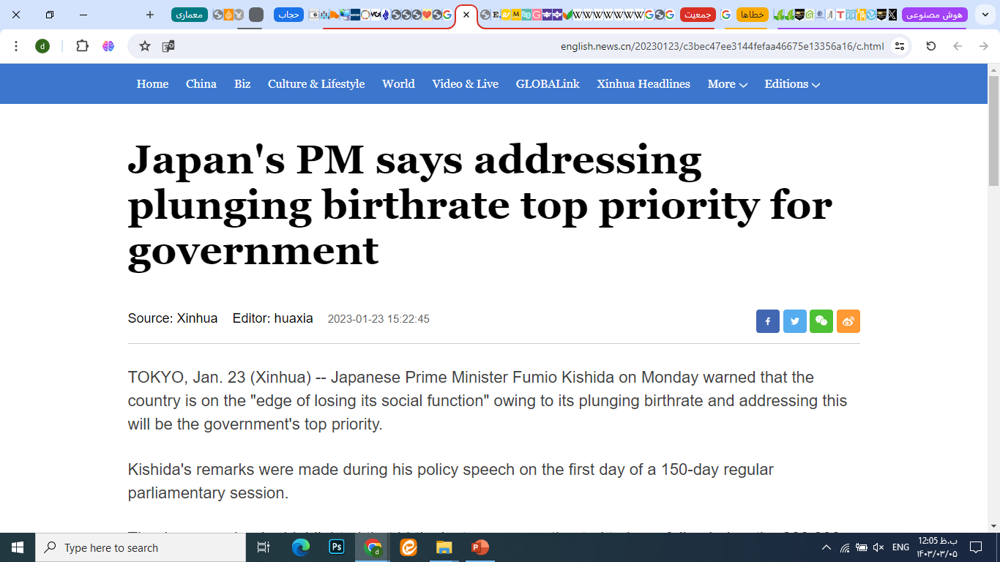 معماری
حجاب
جمعیت
خطاها
هوش مصنوعی
english.news.cn/20230123/c3bec47ee3144fefaa46675e13356a16/c.html
Home China Biz Culture & Lifestyle World Video & Live GLOBALink Xinhua Headlines More Editions
Japan's PM says addressing
plunging birthrate top priority for
government
Source: Xinhua Editor: huaxia 2023-01-23 15:22:45
TOKYO, Jan. 23 (Xinhua) -- Japanese Prime Minister Fumio Kishida on Monday warned that the
country is on the "edge of losing its social function" owing to its plunging birthrate and addressing this
will be the government's top priority.
Kishida's remarks were made during his policy speech on the first day of a 150-day regular
parliamentary session.
Type here to search
ENG
12:05 ب.ظ
۱۴۰۳/۰۳/۰۵